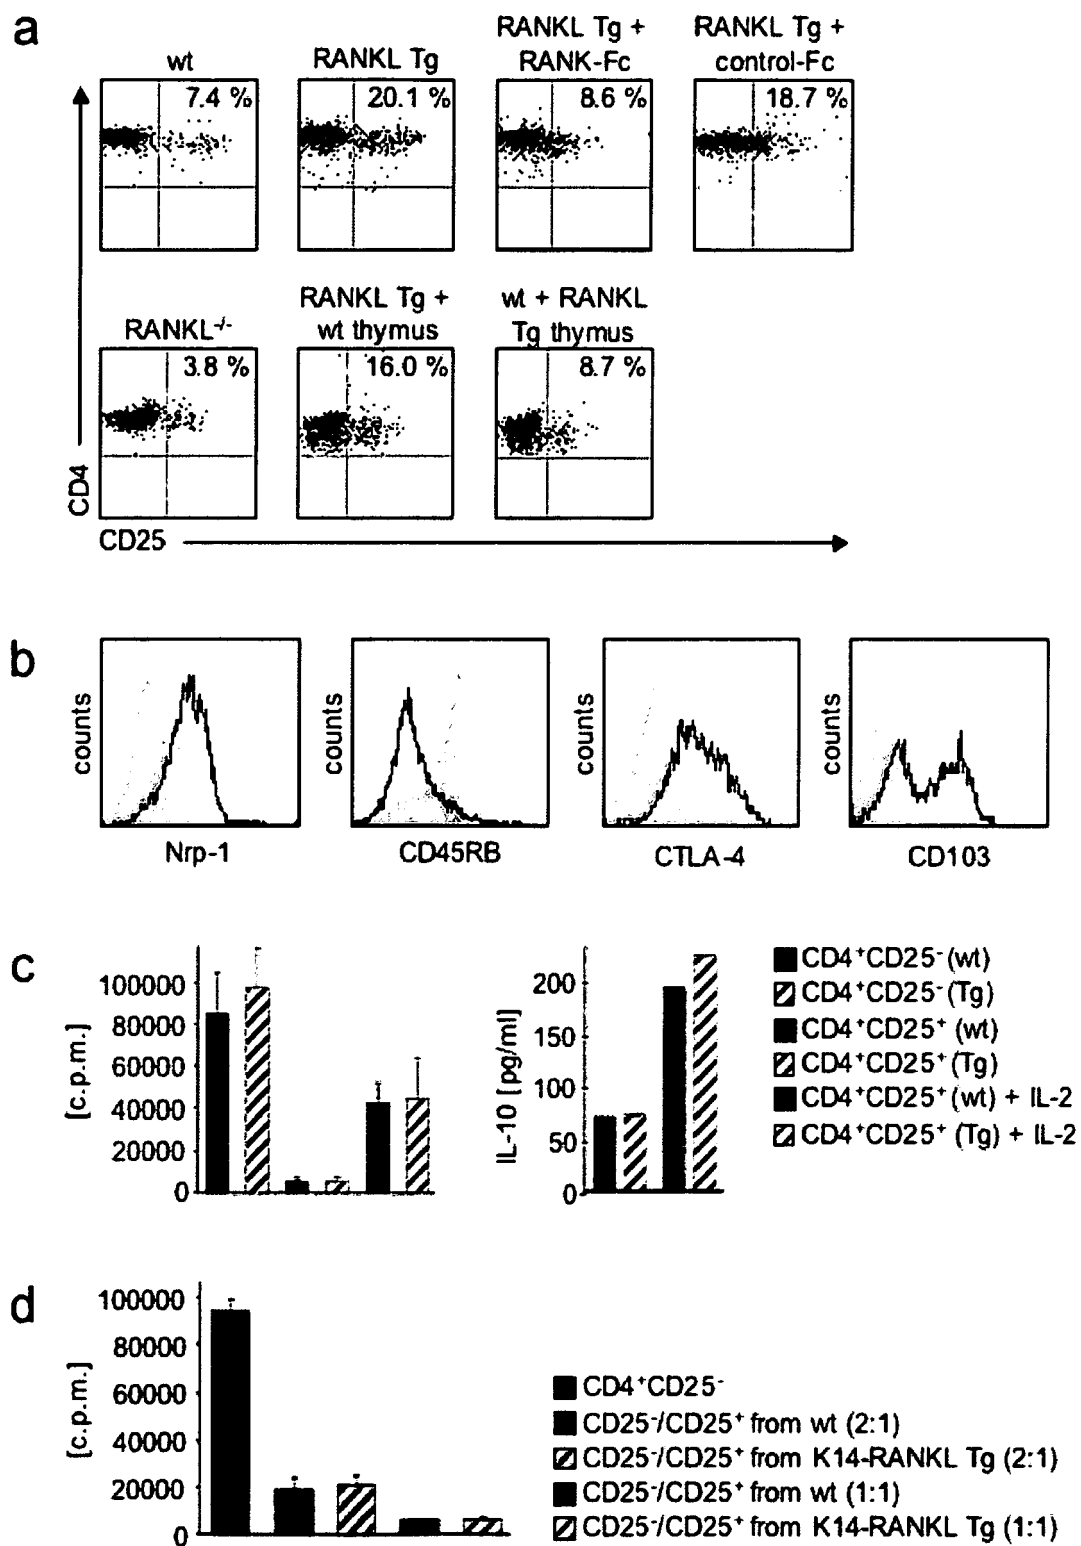 a
wt
RANKL Tg
RANKL Tg +
RANK-Fc
RANKL Tg +
control-Fc
7.4 %
20.1 %
8.6 %
18.7 %
RANKL-/-
RANKL Tg +
wt thymus
wt + RANKL
Tg thymus
3.8 %
16.0 %
8.7 %
CD4
CD25
b
counts
counts
counts
counts
Nrp-1
CD45RB
CTLA-4
CD103
c
[c.p.m.]
100000
80000
60000
40000
20000
0
IL-10 [pg/ml]
200
150
100
50
0
CD4+CD25- (wt)
CD4+CD25- (Tg)
CD4+CD25+ (wt)
CD4+CD25+ (Tg)
CD4+CD25+ (wt) + IL-2
CD4+CD25+ (Tg) + IL-2
d
[c.p.m.]
100000
80000
60000
40000
20000
0
CD4+CD25-
CD25-/CD25+ from wt (2:1)
CD25-/CD25+ from K14-RANKL Tg (2:1)
CD25-/CD25+ from wt (1:1)
CD25-/CD25+ from K14-RANKL Tg (1:1)